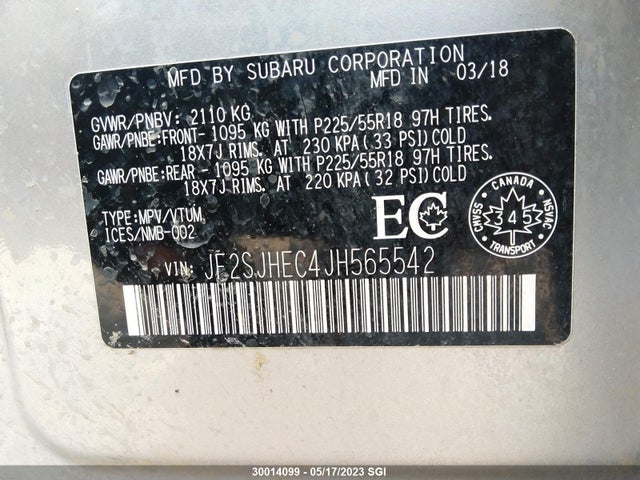 MFD BY SUBARU CORPORATION
MFD IN 03/18
GVWR/PNBV: 2110 KG
GAWR/PNBE:FRONT- 1095 KG WITH P225/55R18 97H TIRES.
18X7J RIMS. AT 230 KPA (33 PSI)COLD
GAWR/PNBE:REAR - 1095 KG WITH P225/55R18 97H TIRES.
18X7J RIMS. AT 220 KPA (32 PSI)COLD
TYPE:MPV/VTUM
ICES/NMB-002
EC
CANADA
CMVSS
345
NSVAC
TRANSPORT
VIN: JF2SJHEC4JH565542
30014099 - 05/17/2023 SGI